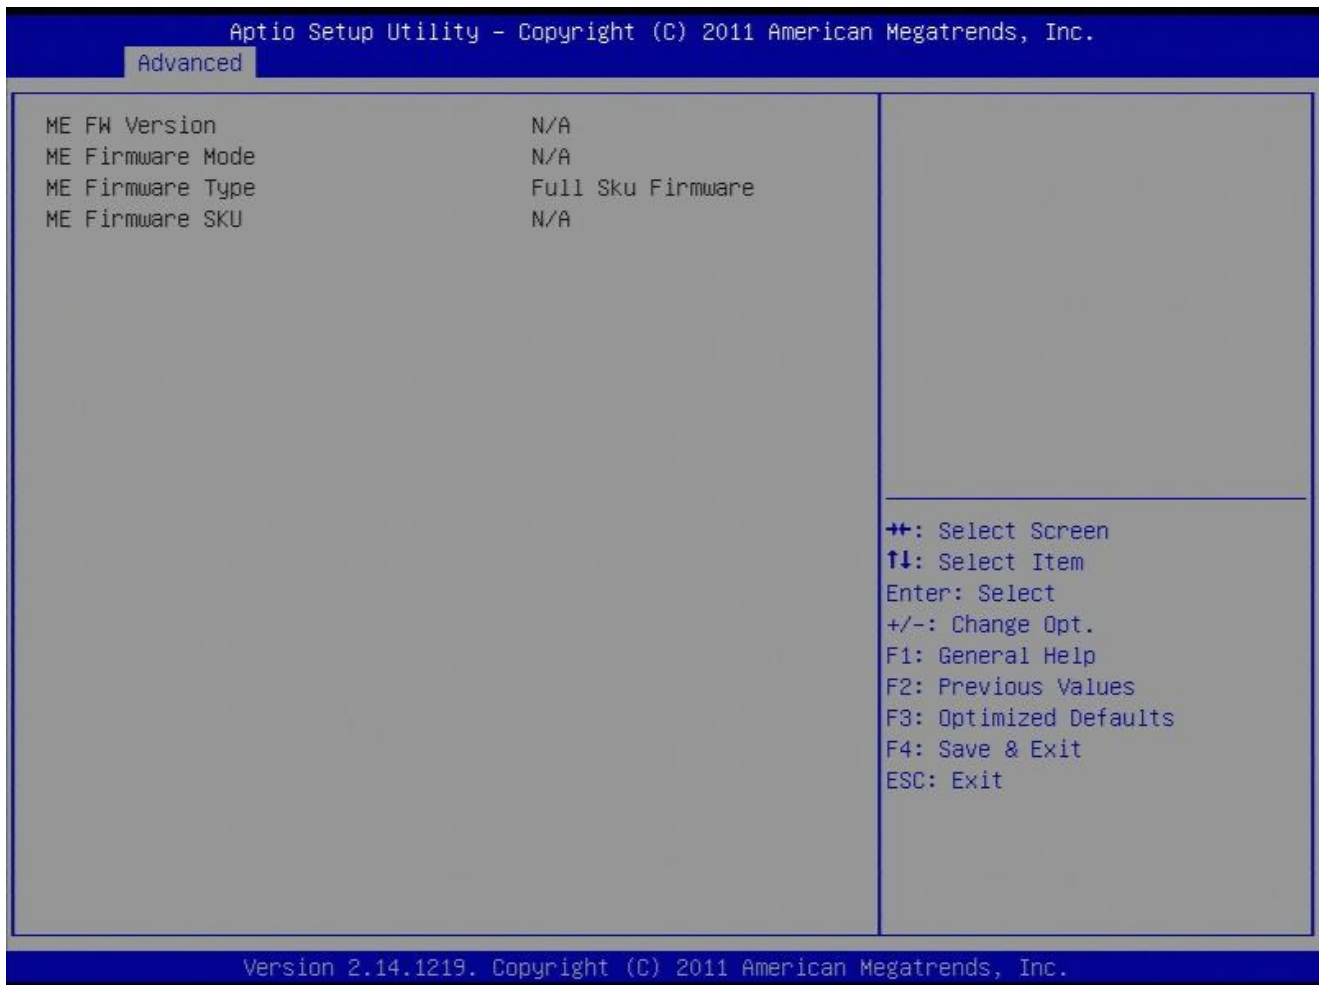 Aptio Setup Utility – Copyright (C) 2011 American Megatrends, Inc.
Advanced
ME FW Version N/A
ME Firmware Mode N/A
ME Firmware Type Full Sku Firmware
ME Firmware SKU N/A
→←: Select Screen
↑↓: Select Item
Enter: Select
+/-: Change Opt.
F1: General Help
F2: Previous Values
F3: Optimized Defaults
F4: Save & Exit
ESC: Exit
Version 2.14.1219. Copyright (C) 2011 American Megatrends, Inc.